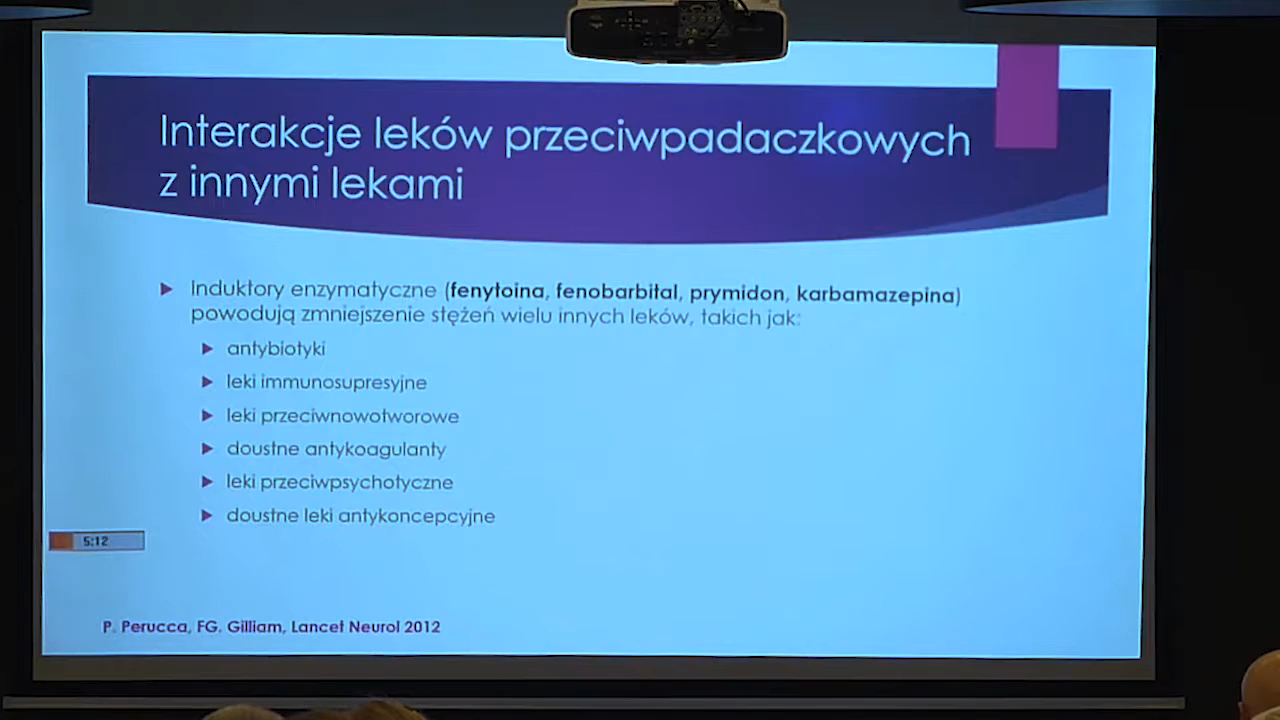 Interakcje leków przeciwpadaczkowych
z innymi lekami
Induktory enzymatyczne (fenytoina, fenobarbital, prymidon, karbamazepina)
powodują zmniejszenie stężeń wielu innych leków, takich jak:
antybiotyki
leki immunosupresyjne
leki przeciwnowotworowe
doustne antykoagulanty
leki przeciwpsychotyczne
doustne leki antykoncepcyjne
5:12
P. Perucca, FG. Gilliam, Lancet Neurol 2012